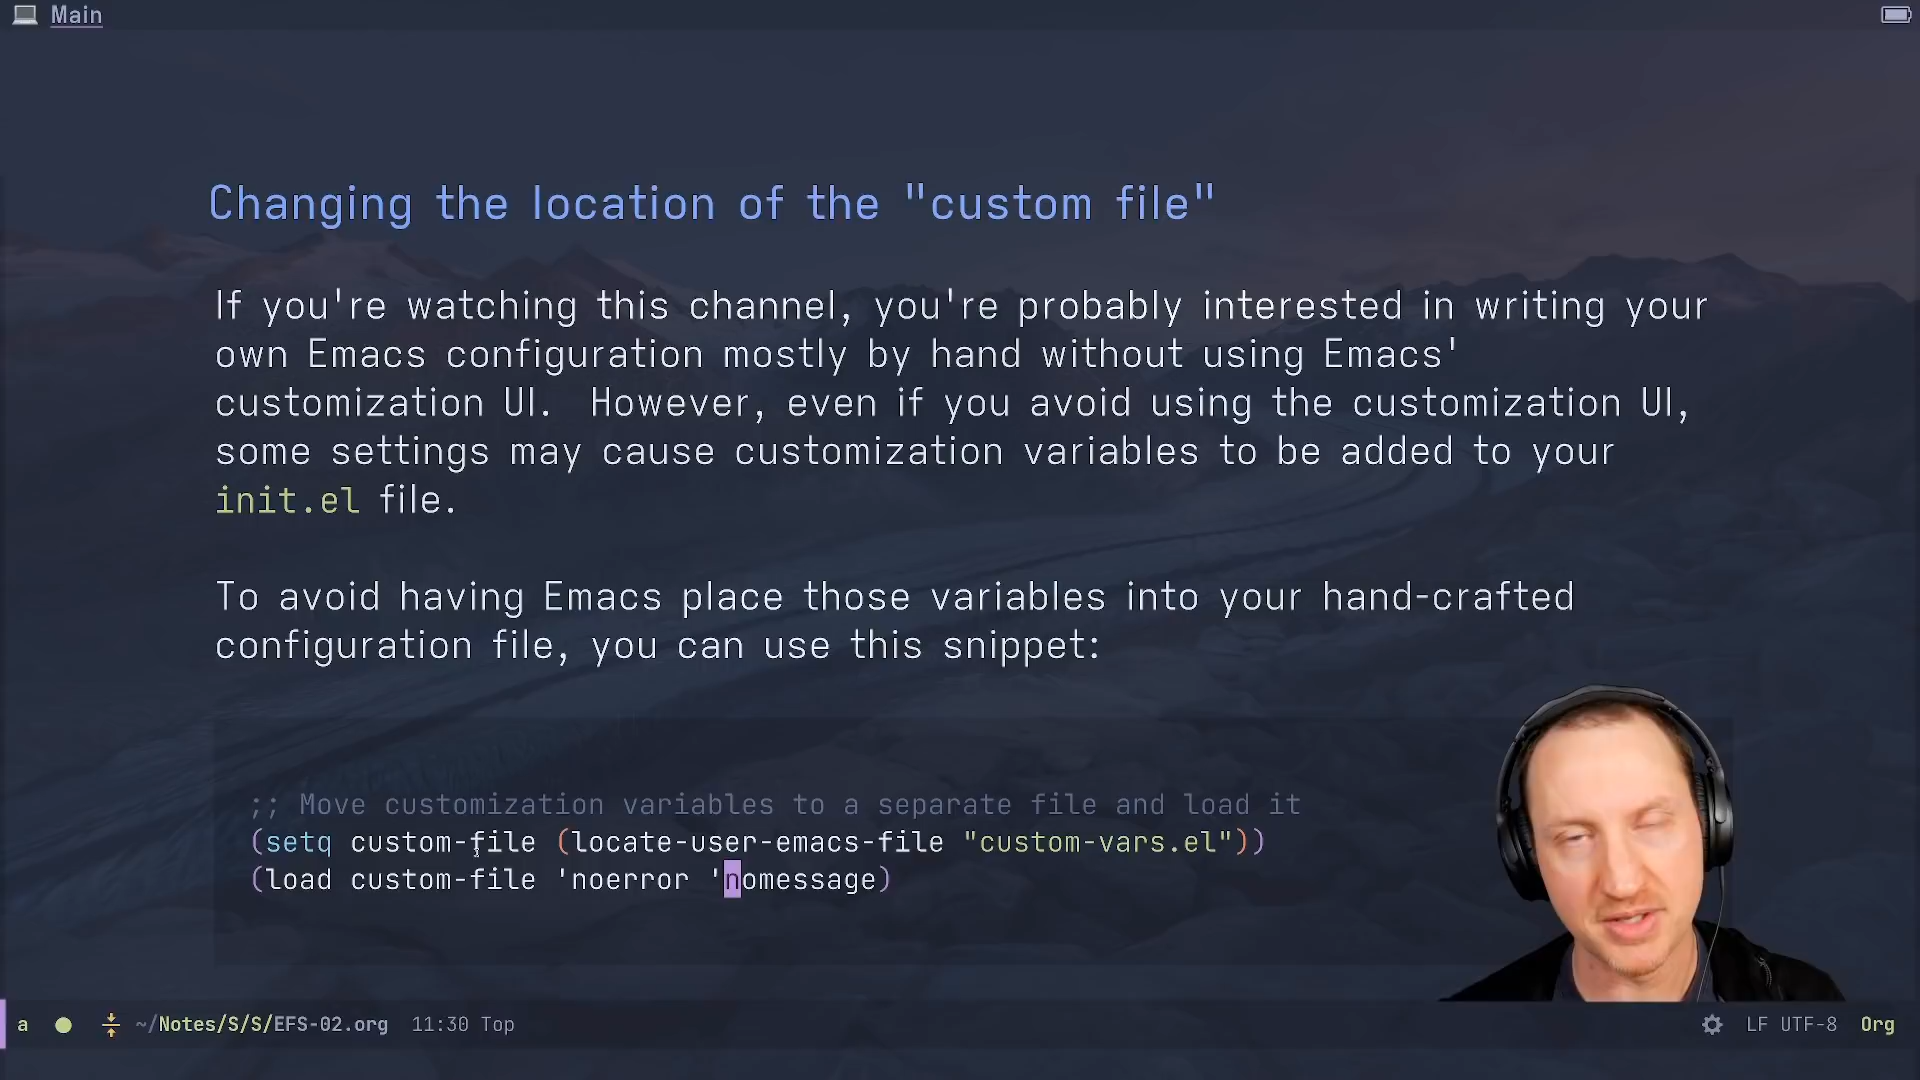 Main
Changing the location of the "custom file"
If you're watching this channel, you're probably interested in writing your
own Emacs configuration mostly by hand without using Emacs'
customization UI.  However, even if you avoid using the customization UI,
some settings may cause customization variables to be added to your
init.el file.
To avoid having Emacs place those variables into your hand-crafted
configuration file, you can use this snippet:
;; Move customization variables to a separate file and load it
(setq custom-file (locate-user-emacs-file "custom-vars.el"))
(load custom-file 'noerror 'nomessage)
a ~/Notes/S/S/EFS-02.org 11:30 Top LF UTF-8 Org